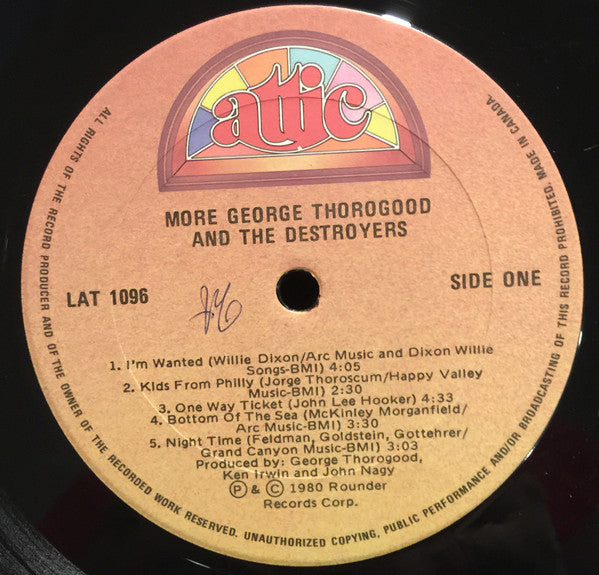 attic
MORE GEORGE THOROGOOD
AND THE DESTROYERS
LAT 1096
SIDE ONE
1. I'm Wanted (Willie Dixon/Arc Music and Dixon Willie
Songs-BMI) 4:05
2. Kids From Philly (Jorge Thoroscum/Happy Valley
Music-BMI) 2:30
3. One Way Ticket (John Lee Hooker) 4:33
4. Bottom Of The Sea (McKinley Morganfield/
Arc Music-BMI) 3:30
5. Night Time (Feldman, Goldstein, Gottehrer/
Grand Canyon Music-BMI) 3:03
Produced by: George Thorogood,
Ken Irwin and John Nagy
Ⓟ & © 1980 Rounder
Records Corp.
ALL RIGHTS OF THE RECORD PRODUCER AND OF THE OWNER OF THE RECORDED WORK RESERVED. UNAUTHORIZED COPYING, PUBLIC PERFORMANCE AND/OR BROADCASTING OF THIS RECORD PROHIBITED. MADE IN CANADA.